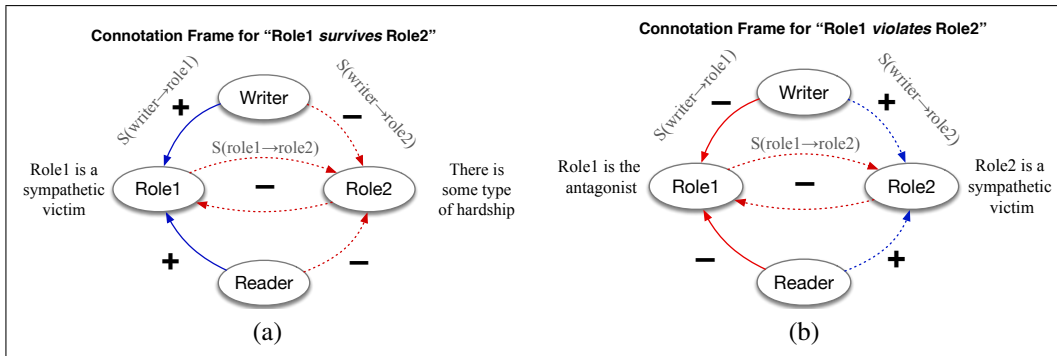 Connotation Frame for “Role1 survives Role2”
S(writer→role1)
+
Writer
–
S(writer→role2)
Role1 is a
sympathetic
victim
Role1
S(role1→role2)
–
Role2
There is
some type
of hardship
+
Reader
–
(a)
Connotation Frame for “Role1 violates Role2”
S(writer→role1)
–
Writer
+
S(writer→role2)
Role1 is the
antagonist
Role1
S(role1→role2)
–
Role2
Role2 is a
sympathetic
victim
–
Reader
+
(b)